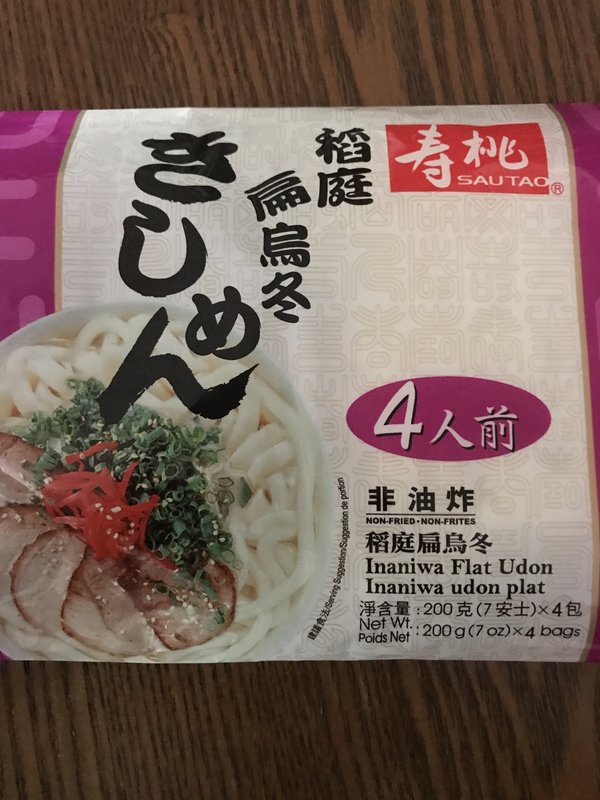 寿桃
SAUTAO®
稻庭
扁烏冬
きしめん
4人前
非油炸
NON-FRIED·NON-FRITES
稻庭扁烏冬
Inaniwa Flat Udon
Inaniwa udon plat
淨含量:200克(7安士)×4包
Net Wt.
Poids Net:200g(7oz)×4 bags
建議食法/Serving Suggestion/Suggestion de portion